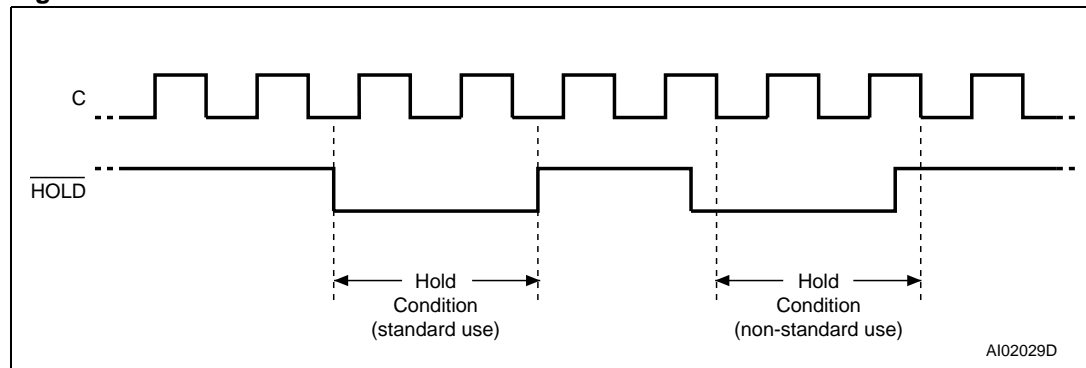 C
HOLD
Hold
Condition
(standard use)
Hold
Condition
(non-standard use)
AI02029D